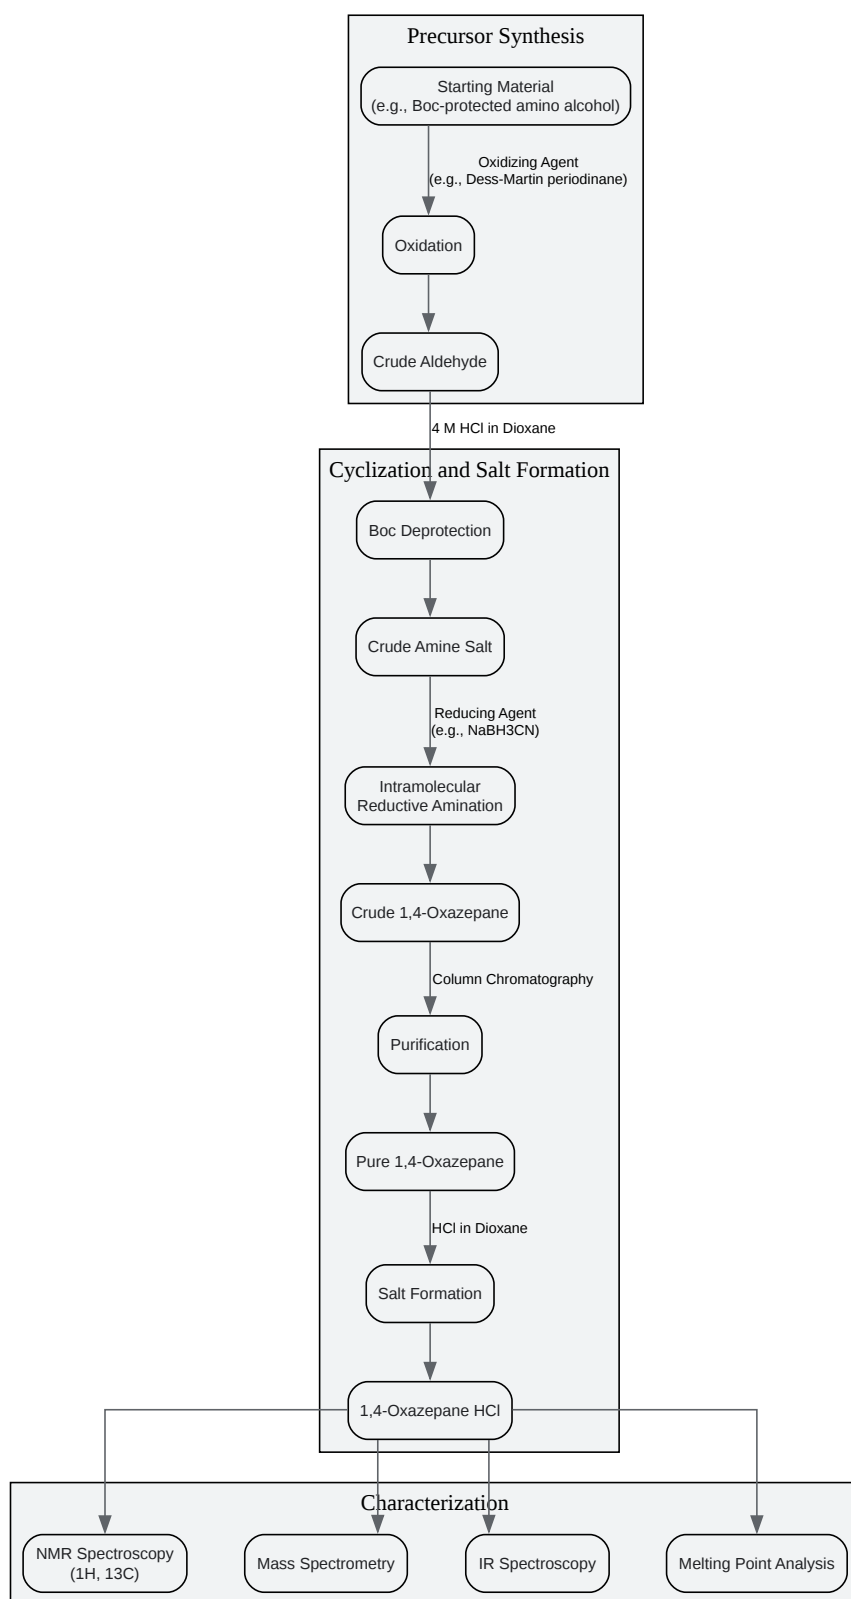 Precursor Synthesis
Starting Material
(e.g., Boc-protected amino alcohol)
Oxidizing Agent
(e.g., Dess-Martin periodinane)
Oxidation
Crude Aldehyde
4 M HCl in Dioxane
Cyclization and Salt Formation
Boc Deprotection
Crude Amine Salt
Reducing Agent
(e.g., NaBH3CN)
Intramolecular
Reductive Amination
Crude 1,4-Oxazepane
Column Chromatography
Purification
Pure 1,4-Oxazepane
HCl in Dioxane
Salt Formation
1,4-Oxazepane HCl
Characterization
NMR Spectroscopy
(1H, 13C)
Mass Spectrometry
IR Spectroscopy
Melting Point Analysis